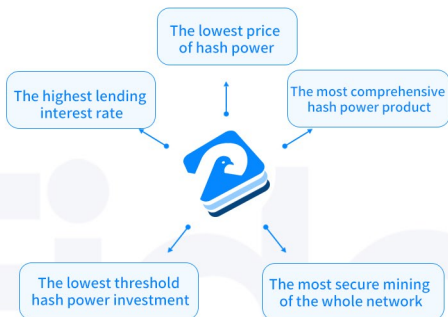 The lowest price
of hash power
The highest lending
interest rate
The most comprehensive
hash power product
The lowest threshold
hash power investment
The most secure mining
of the whole network